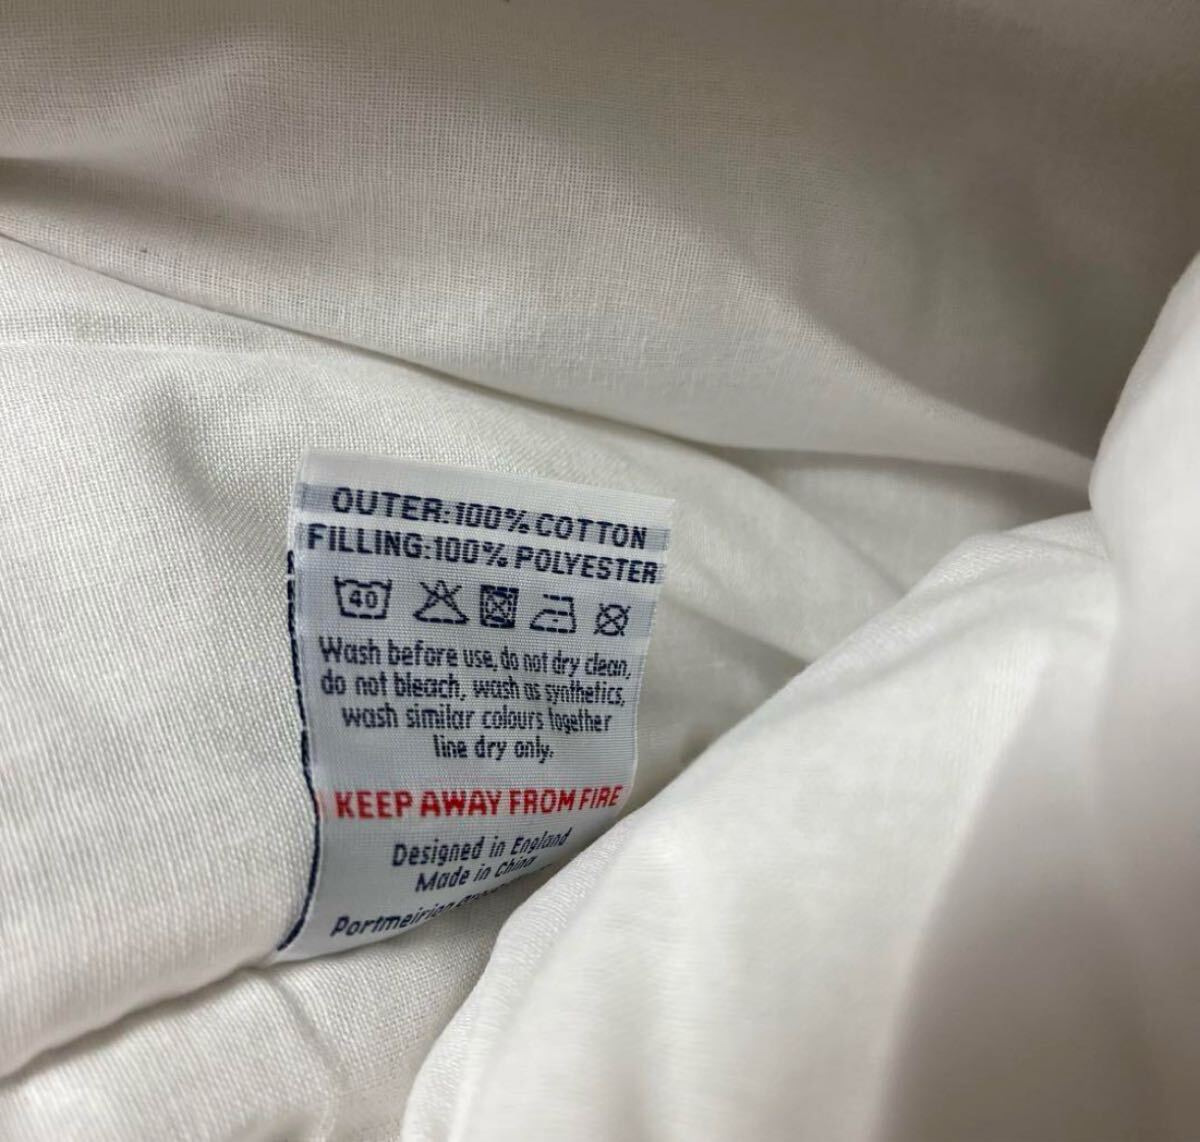 OUTER:100% COTTON
FILLING:100% POLYESTER
40
Wash before use, do not dry clean,
do not bleach, wash as synthetics,
wash similar colours together
line dry only.
KEEP AWAY FROM FIRE
Designed in England
Made in China
Portmeirion